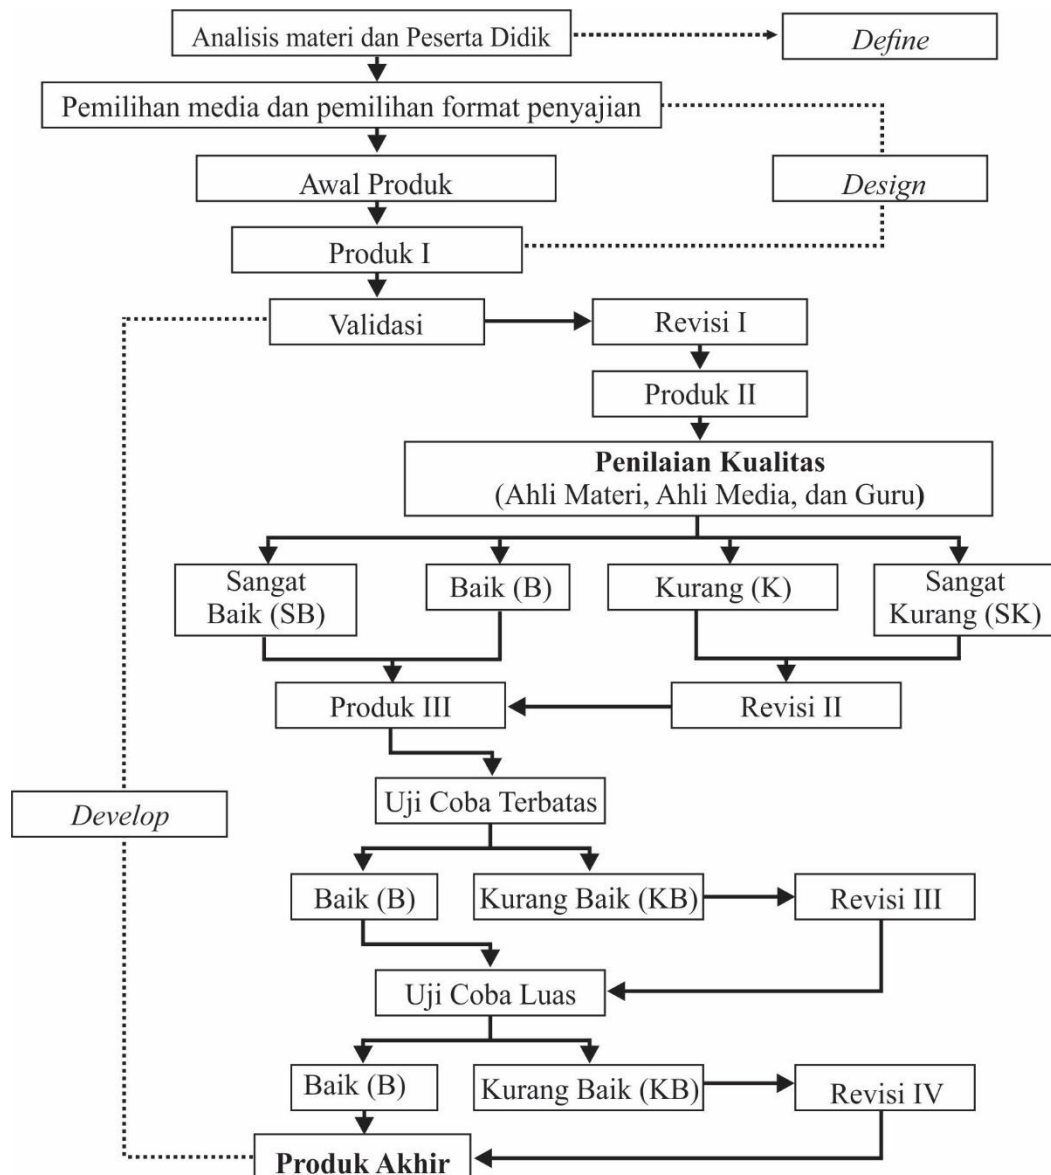 Analisis materi dan Peserta Didik
Define
Pemilihan media dan pemilihan format penyajian
Awal Produk
Design
Produk I
Validasi
Revisi I
Produk II
Penilaian Kualitas
(Ahli Materi, Ahli Media, dan Guru)
Sangat
Baik (SB)
Baik (B)
Kurang (K)
Sangat
Kurang (SK)
Produk III
Revisi II
Uji Coba Terbatas
Develop
Baik (B)
Kurang Baik (KB)
Revisi III
Uji Coba Luas
Baik (B)
Kurang Baik (KB)
Revisi IV
Produk Akhir